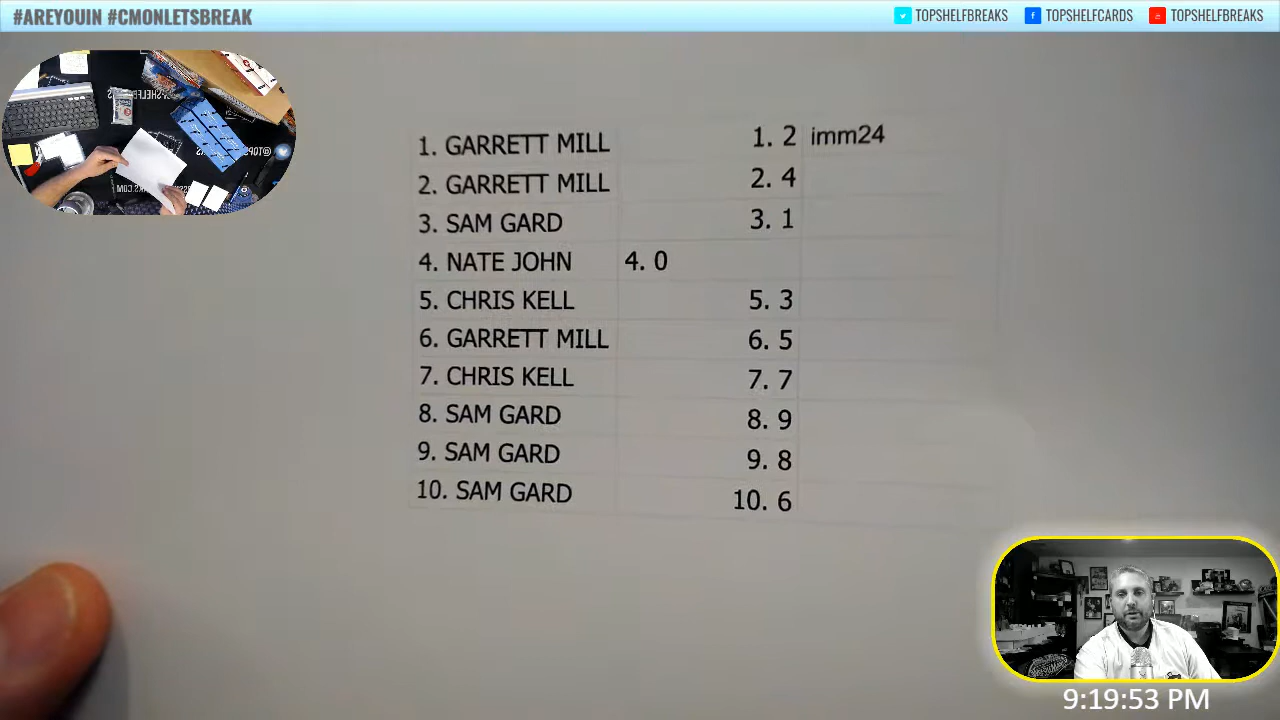 #AREYOUIN #CMONLETSBREAK TOPSHELFBREAKS TOPSHELFCARDS TOPSHELFBREAKS
1. GARRETT MILL 1. 2 imm24
2. GARRETT MILL 2. 4
3. SAM GARD 3. 1
4. NATE JOHN 4. 0
5. CHRIS KELL 5. 3
6. GARRETT MILL 6. 5
7. CHRIS KELL 7. 7
8. SAM GARD 8. 9
9. SAM GARD 9. 8
10. SAM GARD 10. 6
9:19:53 PM